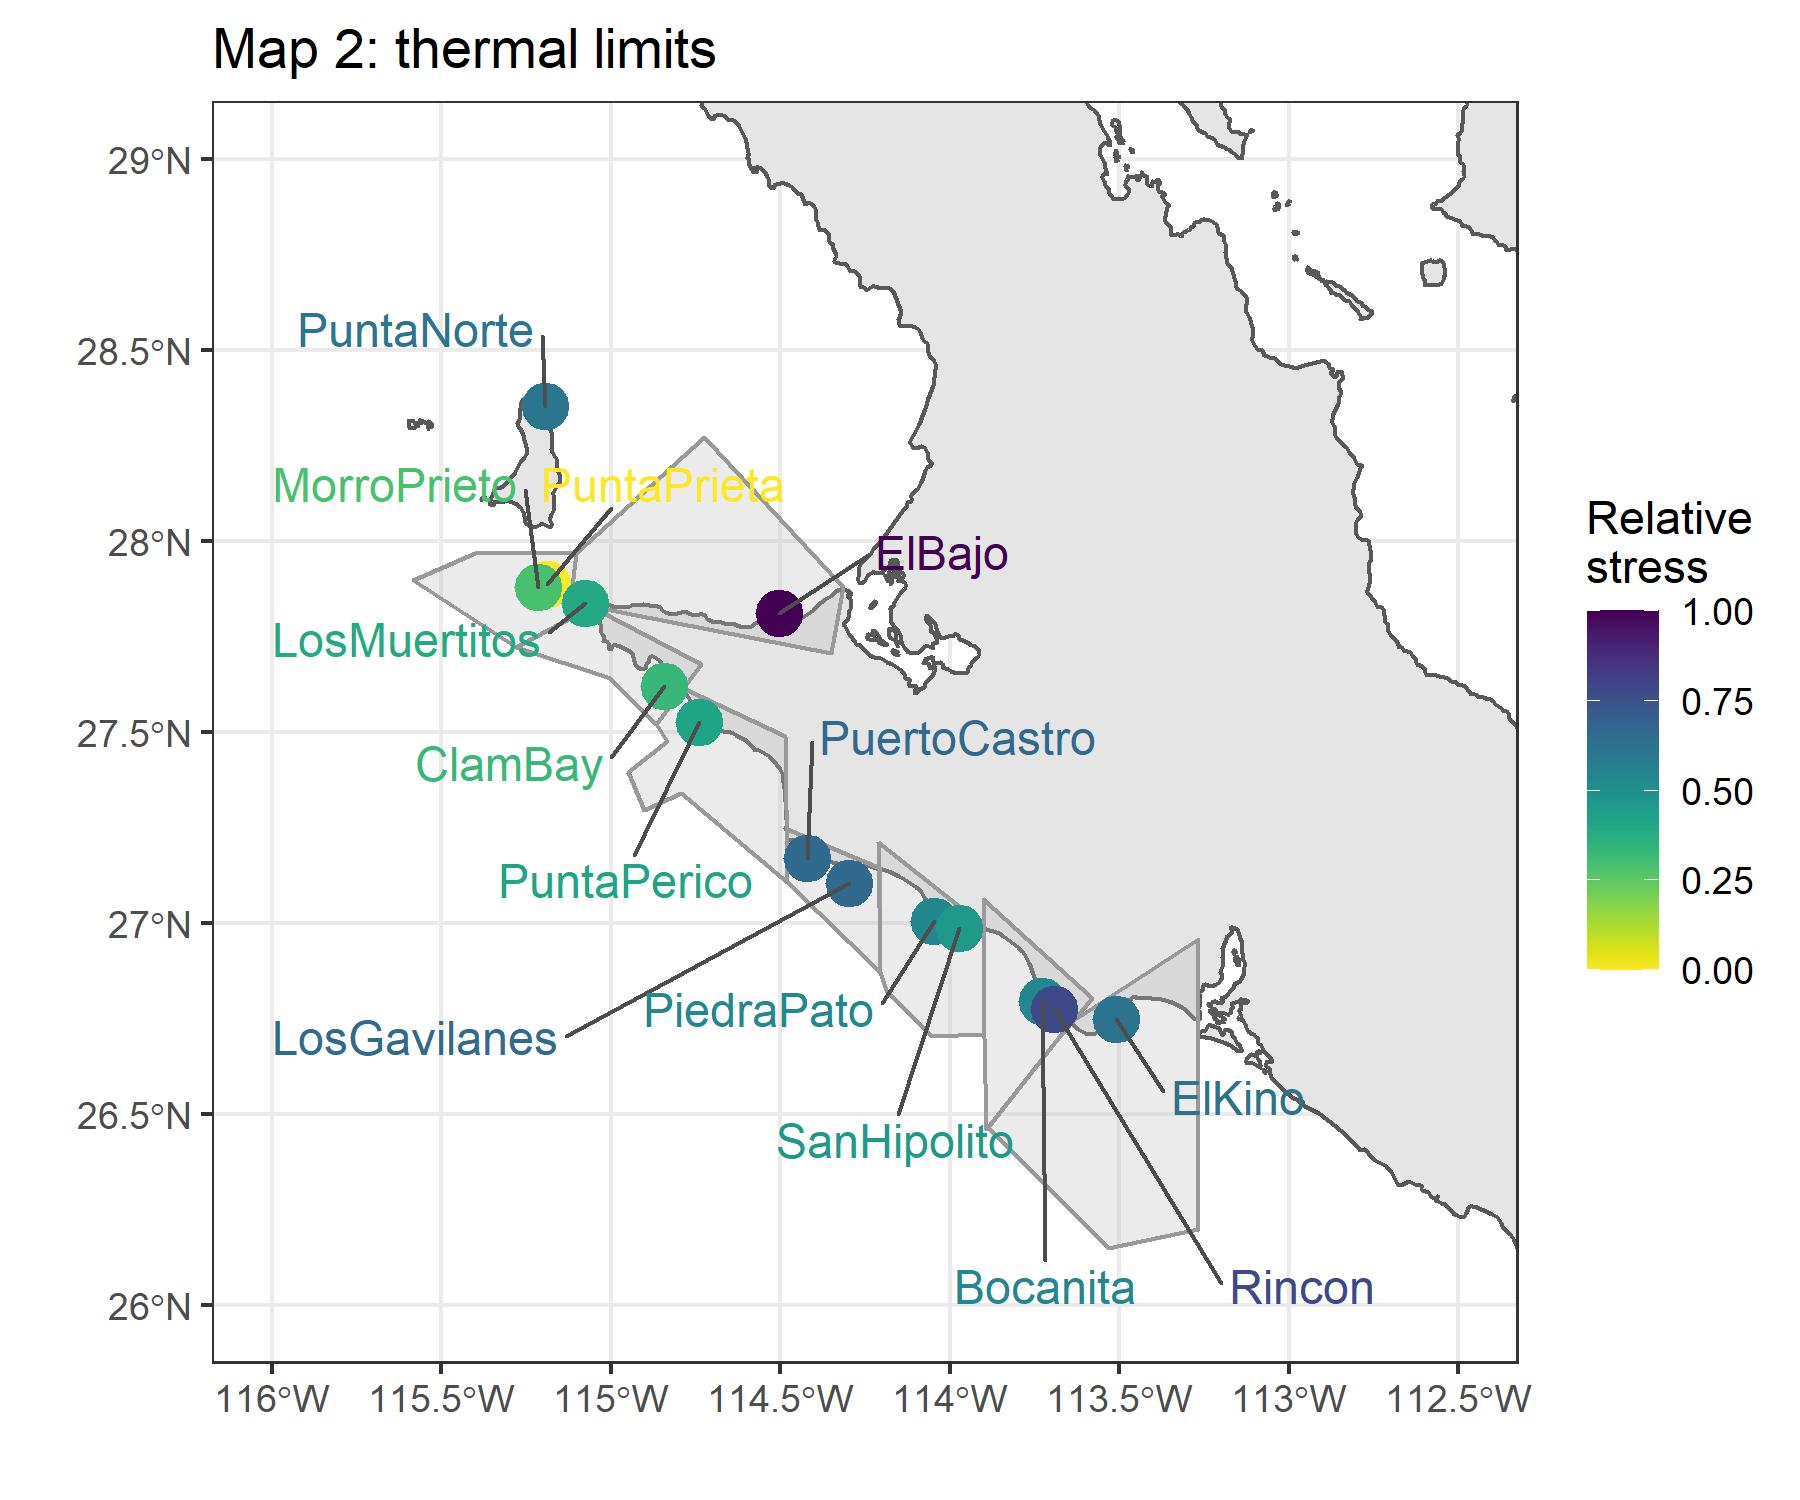 Map 2: thermal limits
29°N
28.5°N
28°N
27.5°N
27°N
26.5°N
26°N
PuntaNorte
MorroPrieto
PuntaPrieta
ElBajo
LosMuertitos
PuertoCastro
ClamBay
PuntaPerico
PiedraPato
LosGavilanes
ElKino
SanHipolito
Bocanita
Rincon
116°W
115.5°W
115°W
114.5°W
114°W
113.5°W
113°W
112.5°W
Relative
stress
1.00
0.75
0.50
0.25
0.00